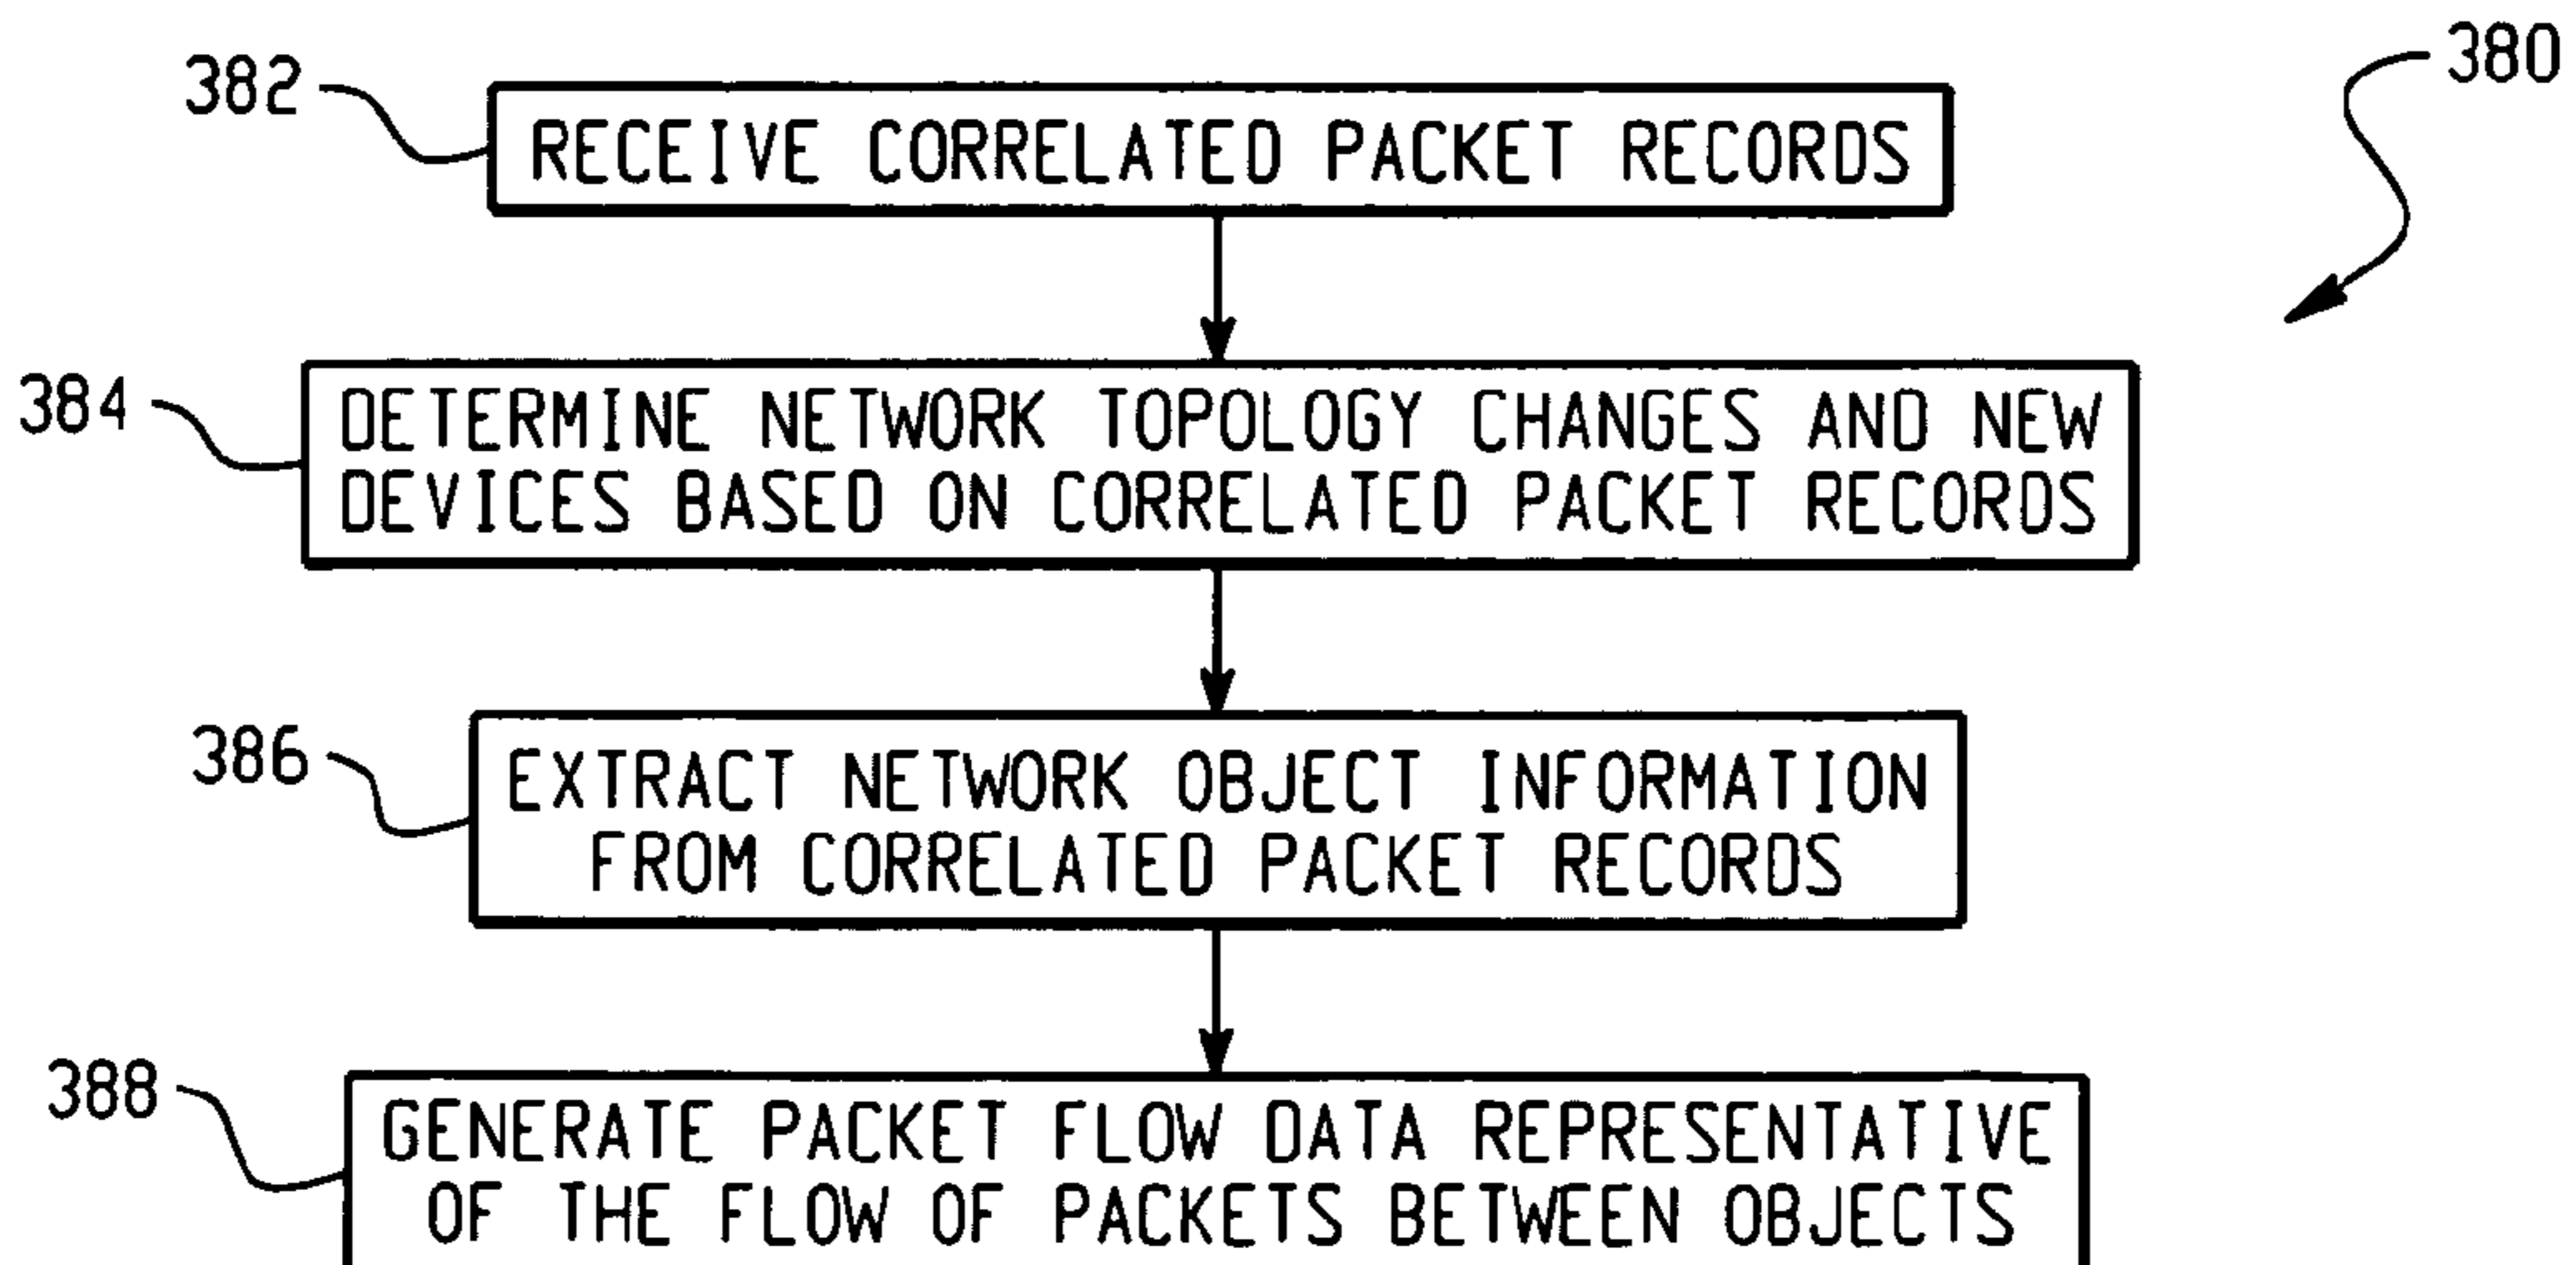 380
382
RECEIVE CORRELATED PACKET RECORDS
384
DETERMINE NETWORK TOPOLOGY CHANGES AND NEW
DEVICES BASED ON CORRELATED PACKET RECORDS
386
EXTRACT NETWORK OBJECT INFORMATION
FROM CORRELATED PACKET RECORDS
388
GENERATE PACKET FLOW DATA REPRESENTATIVE
OF THE FLOW OF PACKETS BETWEEN OBJECTS